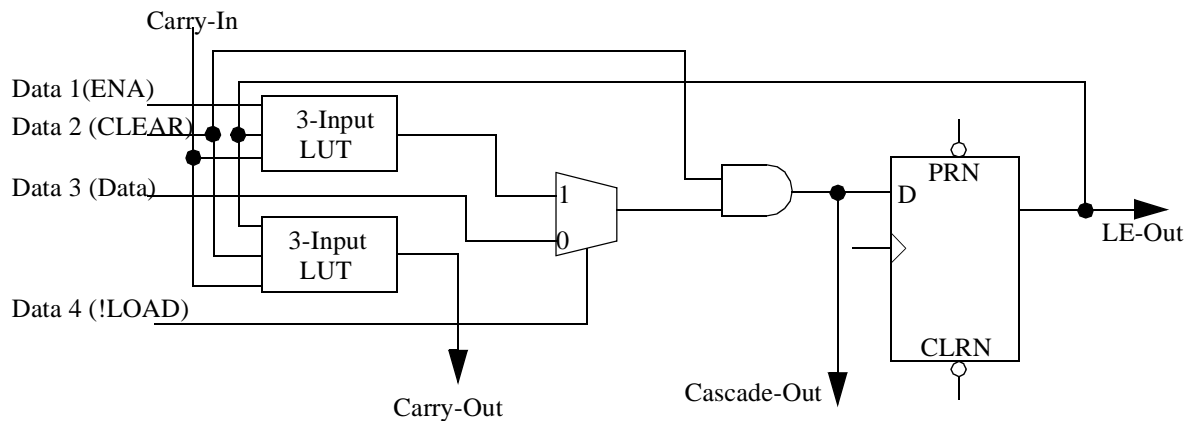 Carry-In
Data 1(ENA)
Data 2 (CLEAR)
3-Input
LUT
PRN
Data 3 (Data)
1
D
0
3-Input
LUT
LE-Out
Data 4 (!LOAD)
CLRN
Cascade-Out
Carry-Out